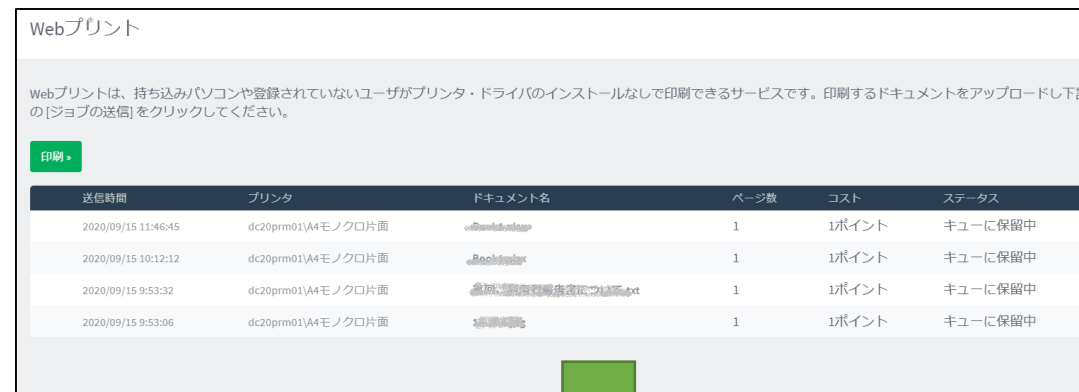 Webプリント
Webプリントは、持ち込みパソコンや登録されていないユーザがプリンタ・ドライバのインストールなしで印刷できるサービスです。印刷するドキュメントをアップロードし下
の [ジョブの送信] をクリックしてください。
印刷 »
送信時間 プリンタ ドキュメント名 ページ数 コスト ステータス
2020/09/15 11:46:45 dc20prm01\A4モノクロ片面 1 1ポイント キューに保留中
2020/09/15 10:12:12 dc20prm01\A4モノクロ片面 1 1ポイント キューに保留中
2020/09/15 9:53:32 dc20prm01\A4モノクロ片面 .txt 1 1ポイント キューに保留中
2020/09/15 9:53:06 dc20prm01\A4モノクロ片面 1 1ポイント キューに保留中